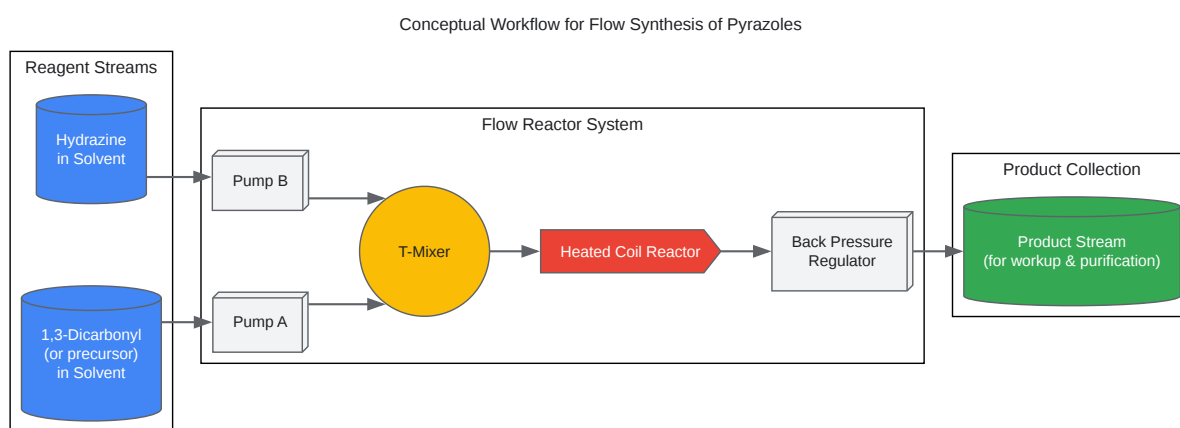 Conceptual Workflow for Flow Synthesis of Pyrazoles
Reagent Streams
Hydrazine
in Solvent
1,3-Dicarbonyl
(or precursor)
in Solvent
Flow Reactor System
Pump B
Pump A
T-Mixer
Heated Coil Reactor
Back Pressure
Regulator
Product Collection
Product Stream
(for workup & purification)